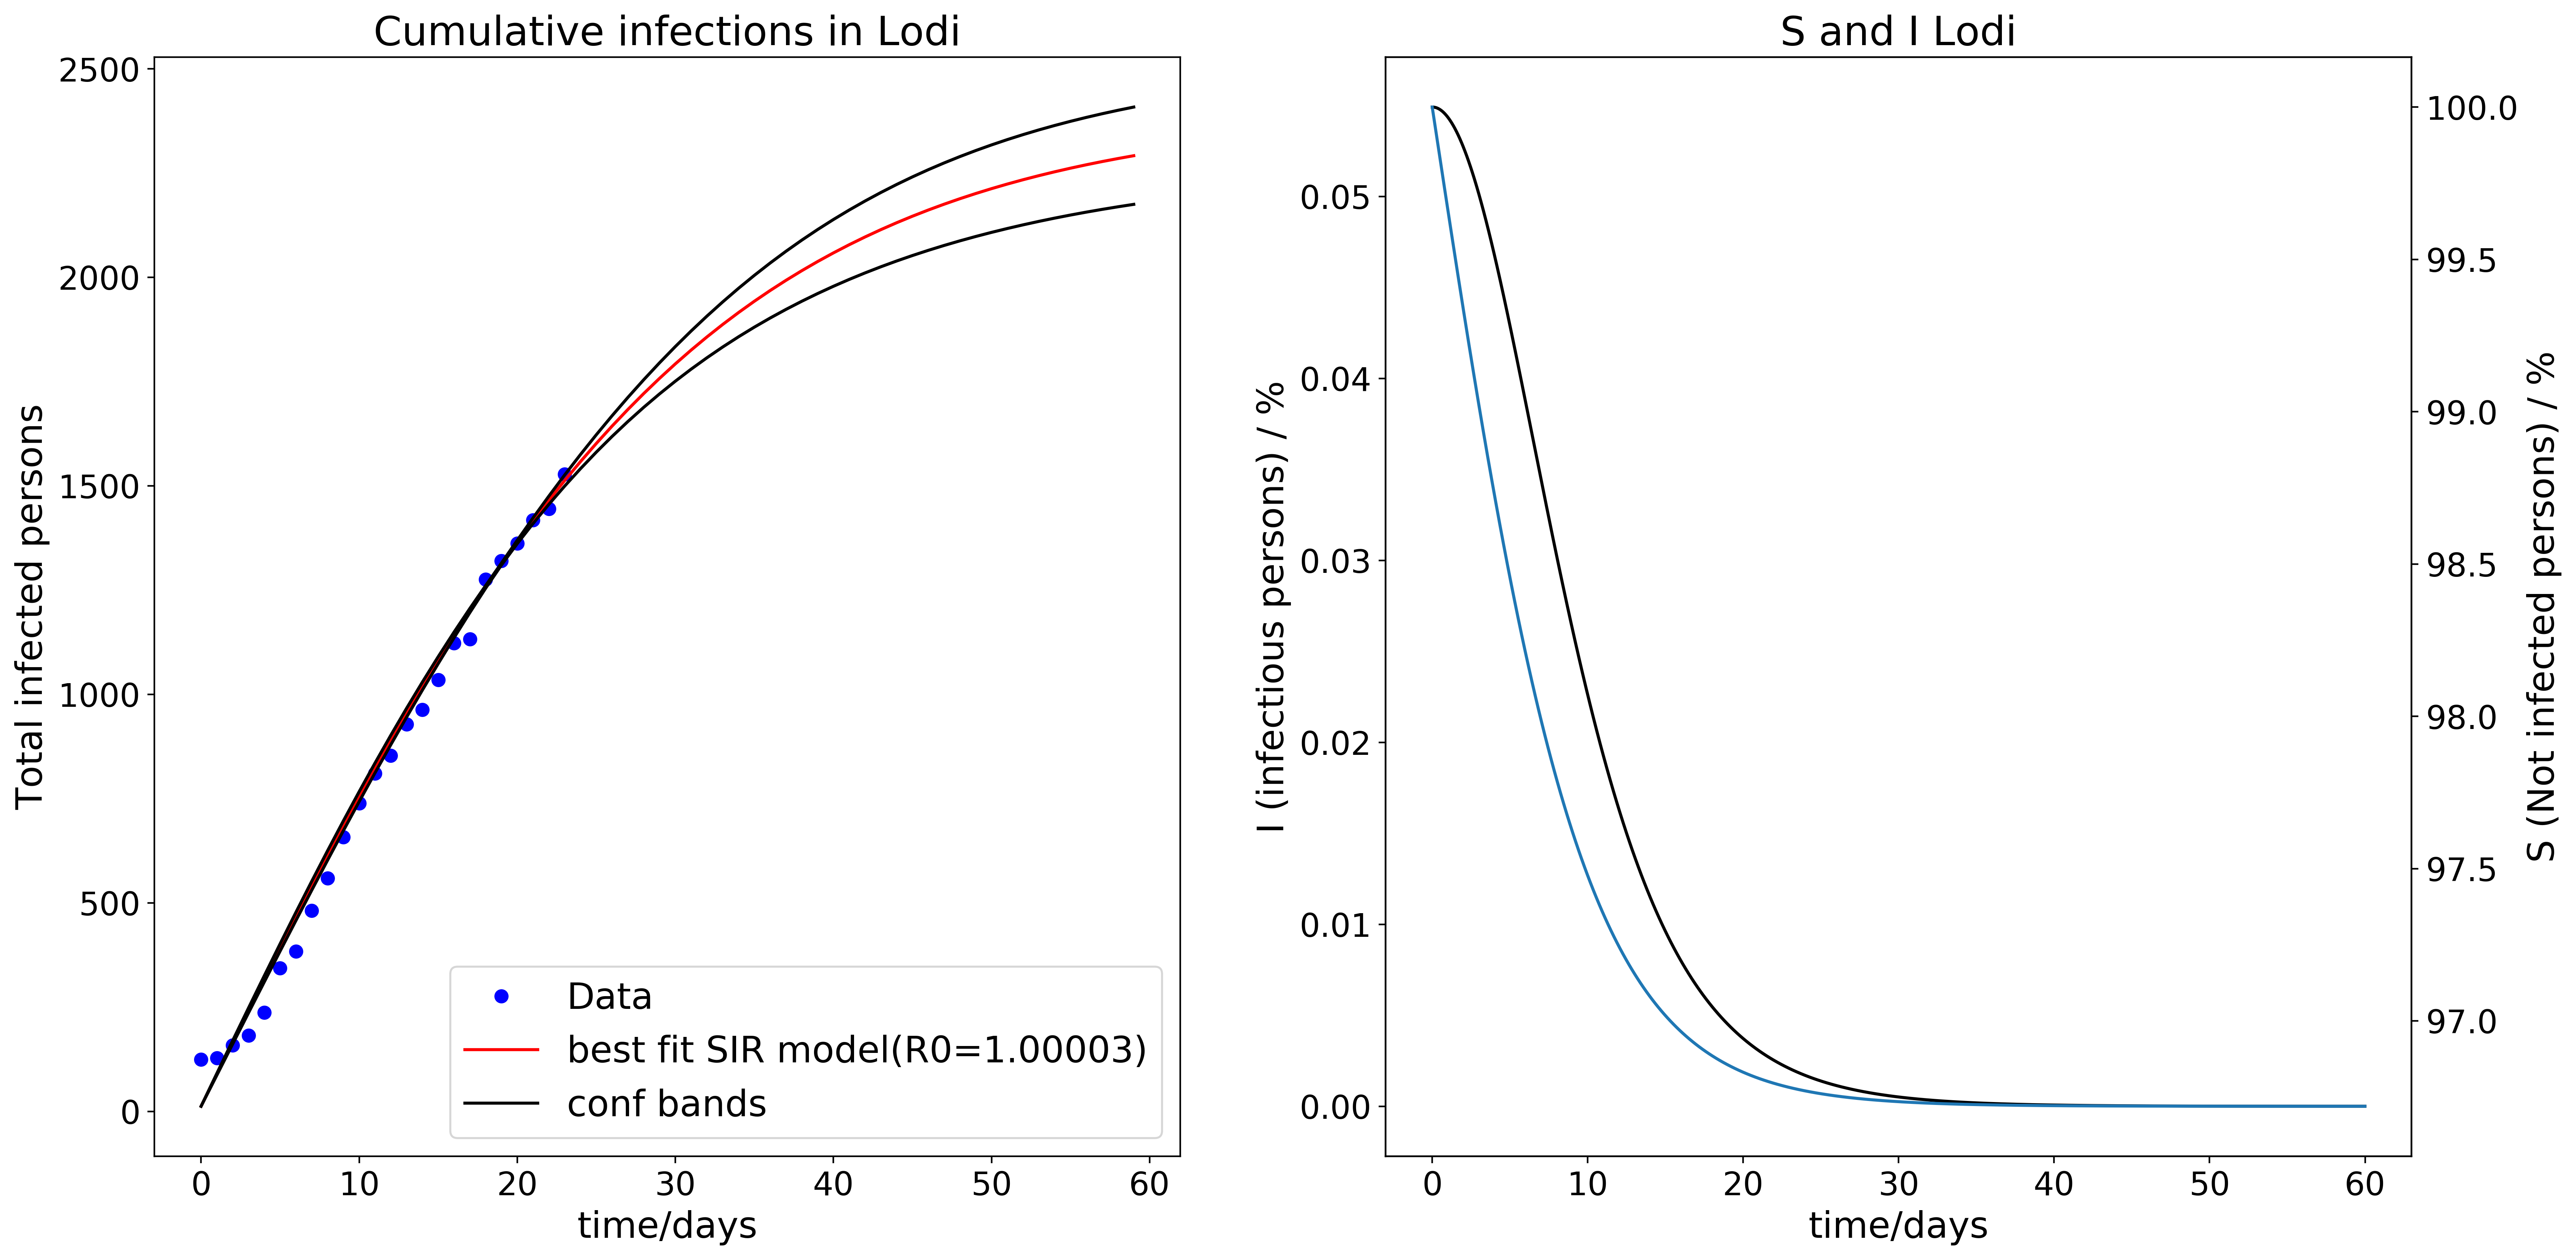 Cumulative infections in Lodi
2500
2000
1500
1000
500
0
Total infected persons
Data
best fit SIR model(R0=1.00003)
conf bands
0 10 20 30 40 50 60
time/days
S and I Lodi
0.05
0.04
0.03
0.02
0.01
0.00
I (infectious persons) / %
100.0
99.5
99.0
98.5
98.0
97.5
97.0
S (Not infected persons) / %
0 10 20 30 40 50 60
time/days